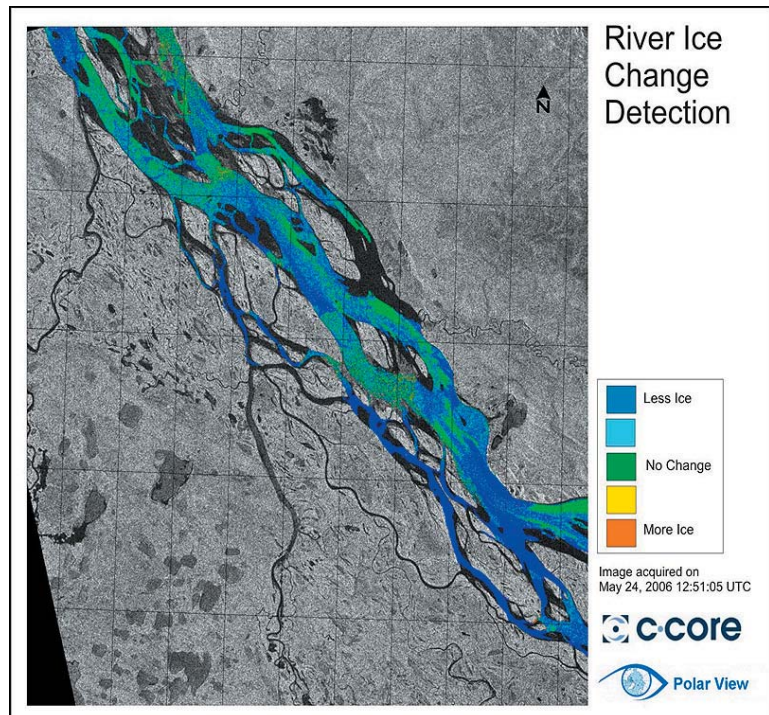 River Ice
Change
Detection
N
Less Ice
No Change
More Ice
Image acquired on
May 24, 2006 12:51:05 UTC
c-core
Polar View